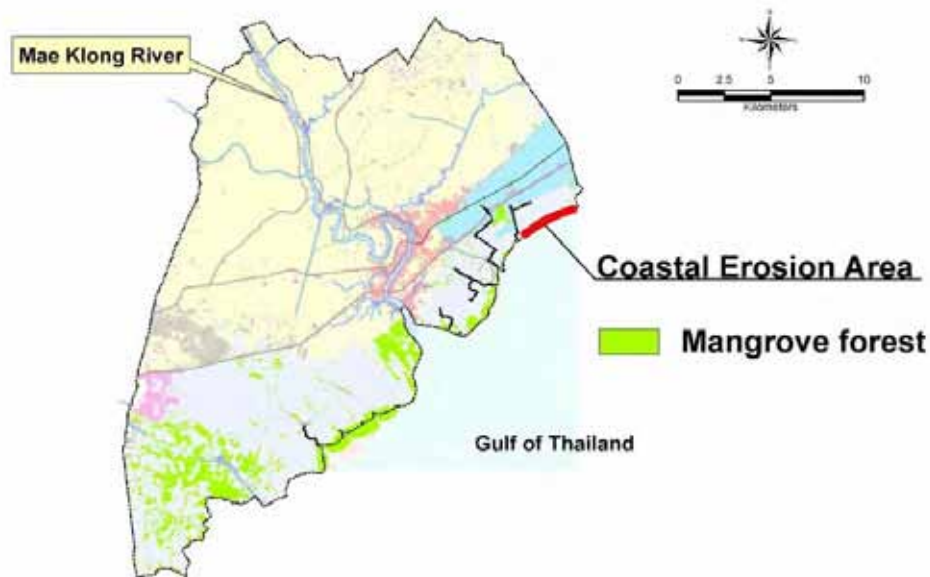 Mae Klong River
0 2.5 5 10
Kilometers
Coastal Erosion Area
Mangrove forest
Gulf of Thailand